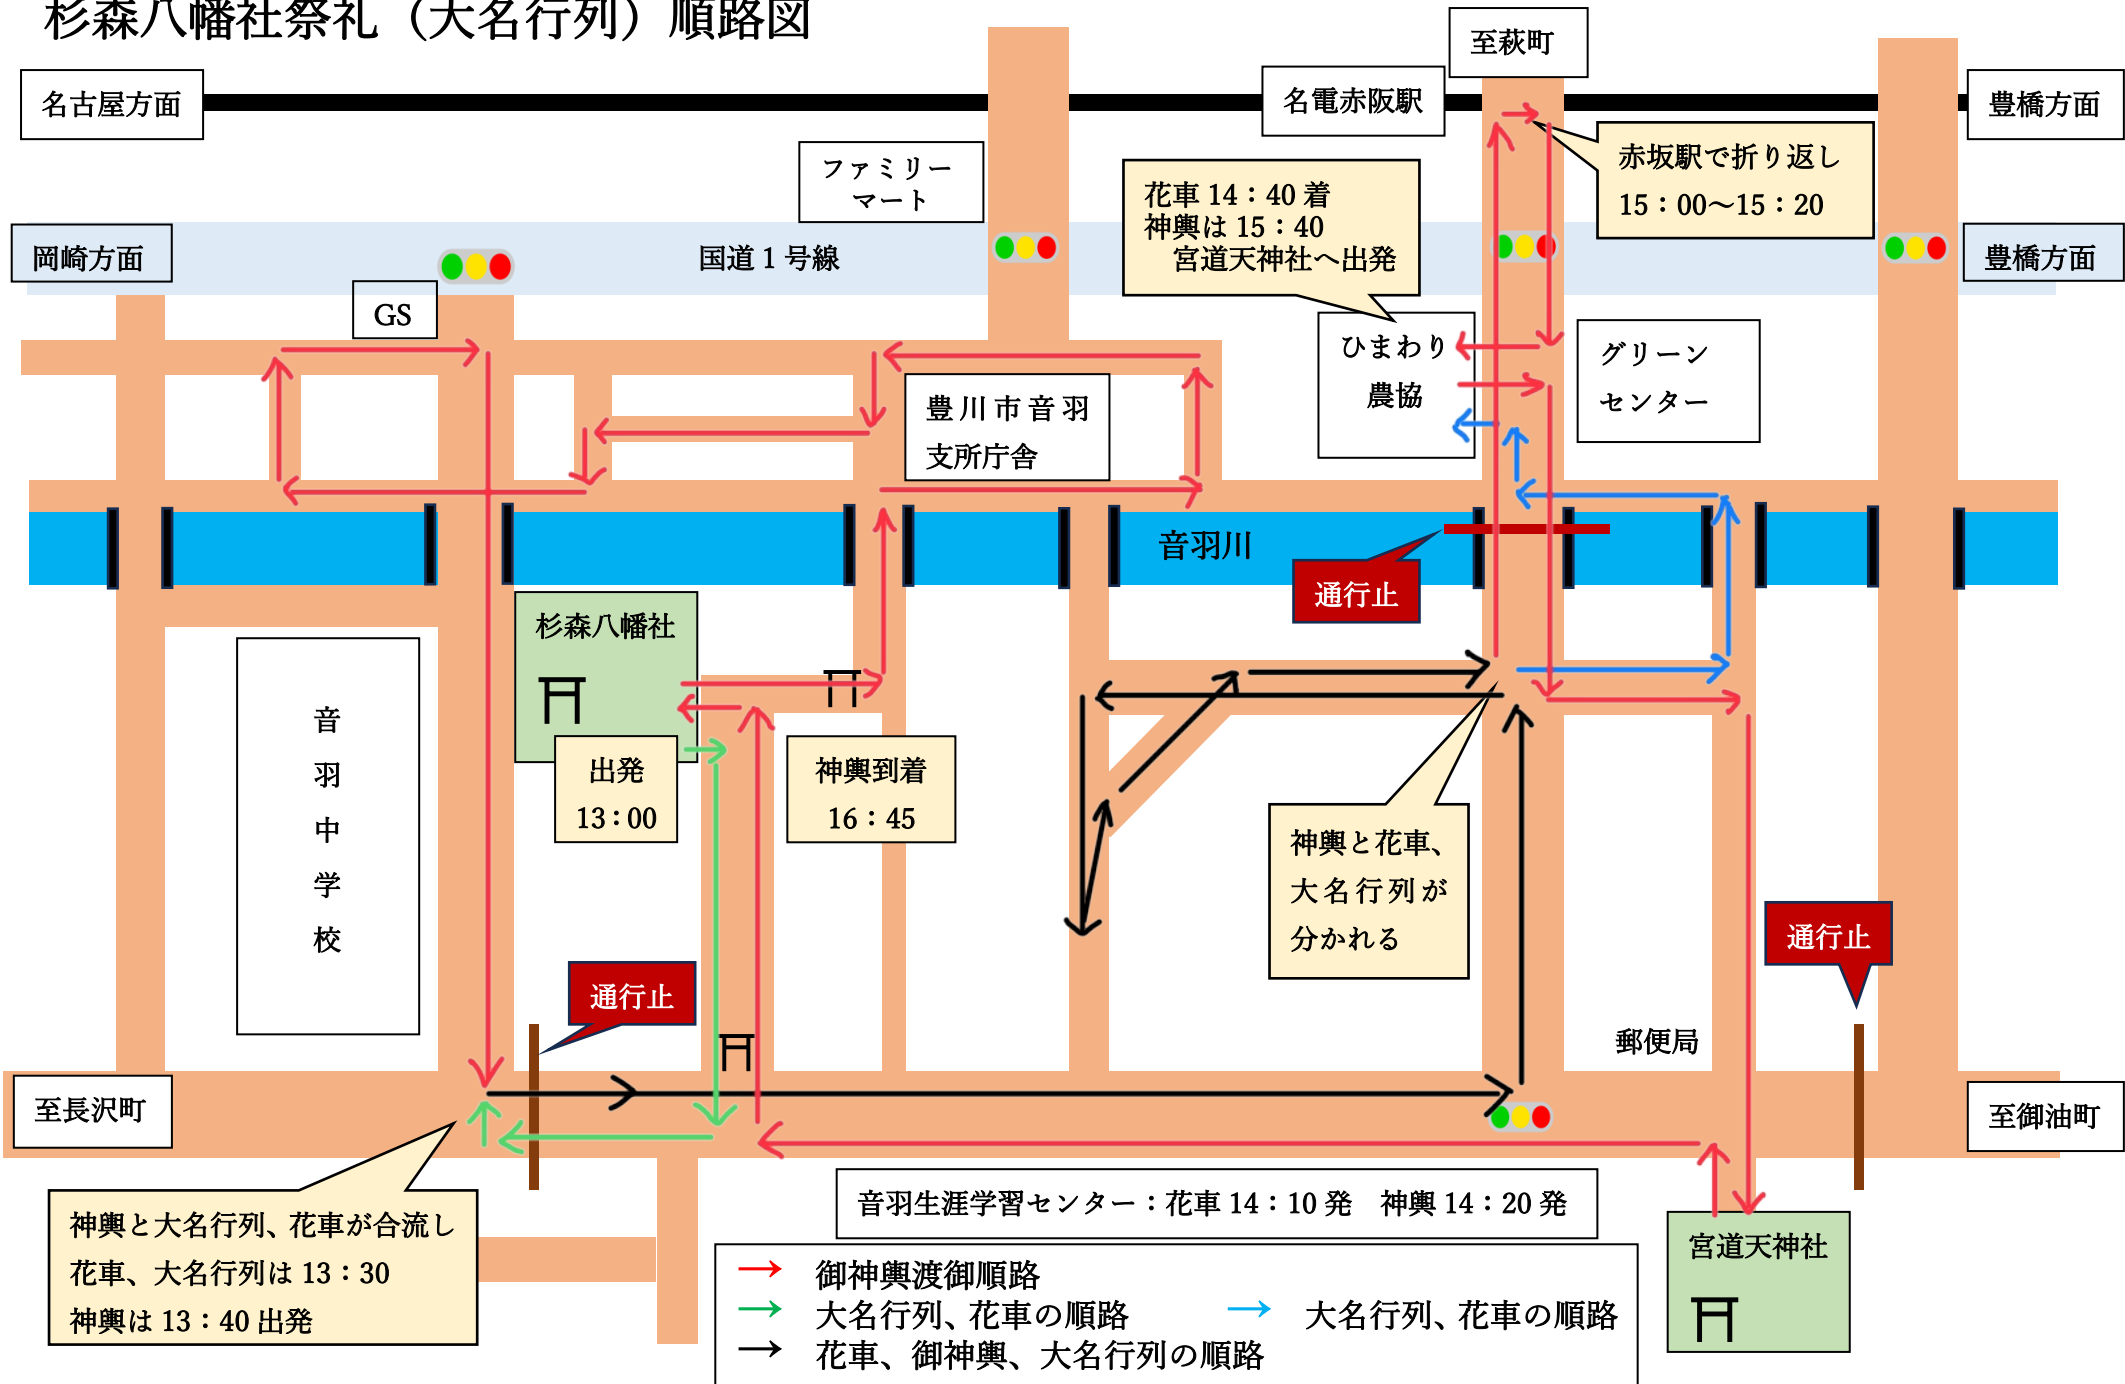 杉森八幡社祭礼（大名行列）順路図
至萩町
名古屋方面
名電赤阪駅
豊橋方面
ファミリー
マート
赤坂駅で折り返し
15：00～15：20
花車 14：40 着
神輿は 15：40
宮道天神社へ出発
岡崎方面
国道 1 号線
豊橋方面
GS
ひまわり
農協
グリーン
センター
豊川市音羽
支所庁舎
音羽川
通行止
杉森八幡社
音
羽
中
学
校
出発
13：00
神輿到着
16：45
神輿と花車、
大名行列が
分かれる
通行止
通行止
郵便局
至長沢町
至御油町
音羽生涯学習センター：花車 14：10 発　神輿 14：20 発
神輿と大名行列、花車が合流し
花車、大名行列は 13：30
神輿は 13：40 出発
宮道天神社
→　御神輿渡御順路
→　大名行列、花車の順路　→　大名行列、花車の順路
→　花車、御神輿、大名行列の順路